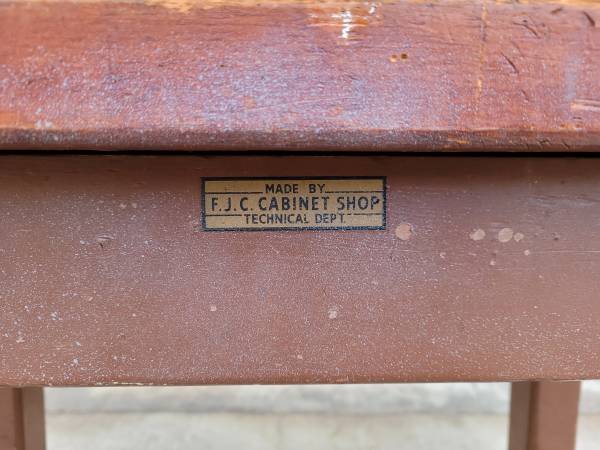 MADE BY
F.J.C. CABINET SHOP
TECHNICAL DEPT.